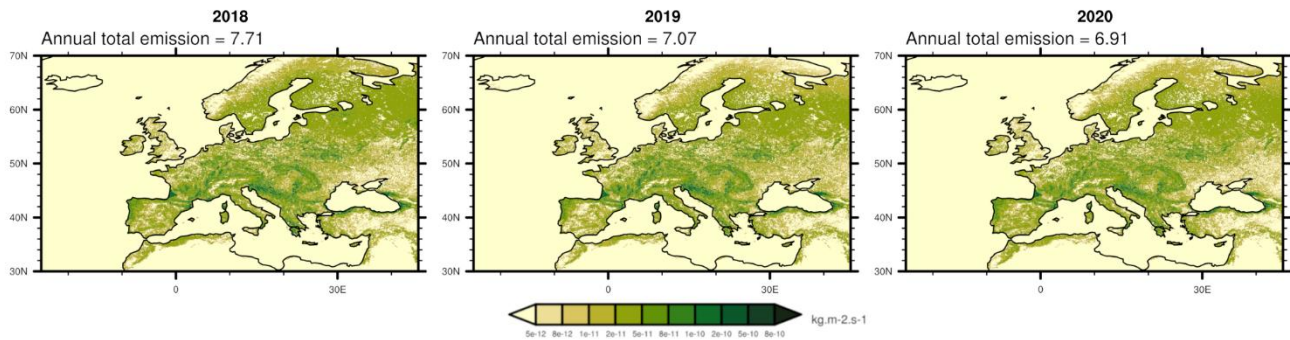 2018
Annual total emission = 7.71
70N
60N
50N
40N
30N
0
30E
2019
Annual total emission = 7.07
70N
60N
50N
40N
30N
0
30E
2020
Annual total emission = 6.91
70N
60N
50N
40N
30N
0
30E
5e-12 8e-12 1e-11 2e-11 5e-11 8e-11 1e-10 2e-10 5e-10 8e-10
kg.m-2.s-1